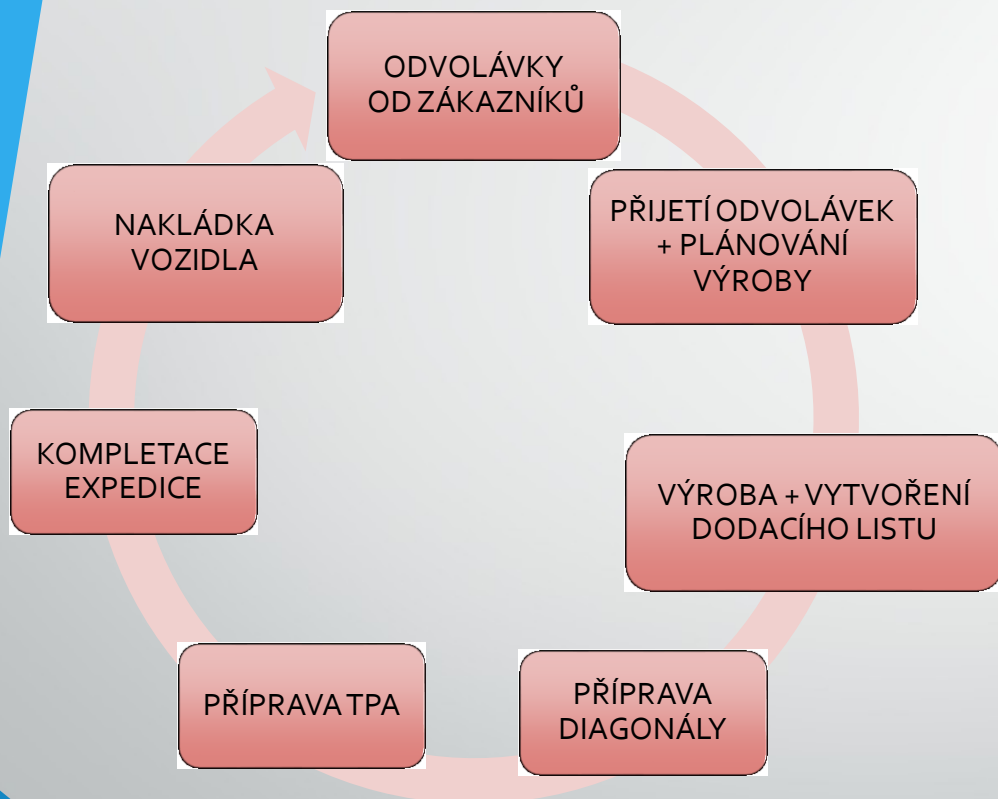 ODVOLÁVKY
OD ZÁKAZNÍKŮ
PŘIJETÍ ODVOLÁVEK
+ PLÁNOVÁNÍ
VÝROBY
VÝROBA + VYTVOŘENÍ
DODACÍHO LISTU
PŘÍPRAVA
DIAGONÁLY
PŘÍPRAVA TPA
KOMPLETACE
EXPEDICE
NAKLÁDKA
VOZIDLA